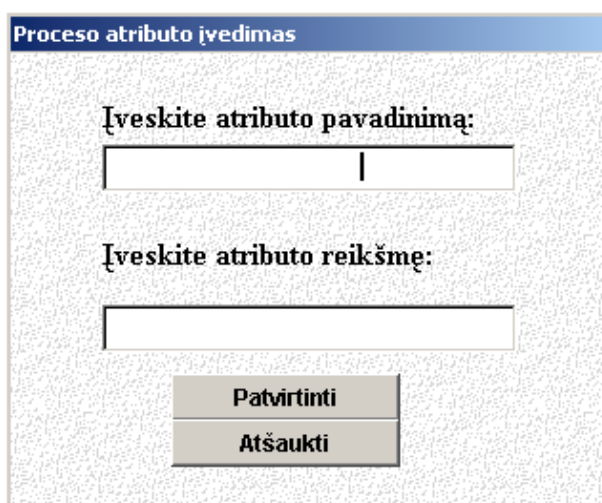 Proceso atributo įvedimas
Įveskite atributo pavadinimą:
Įveskite atributo reikšmę:
Patvirtinti
Atšaukti